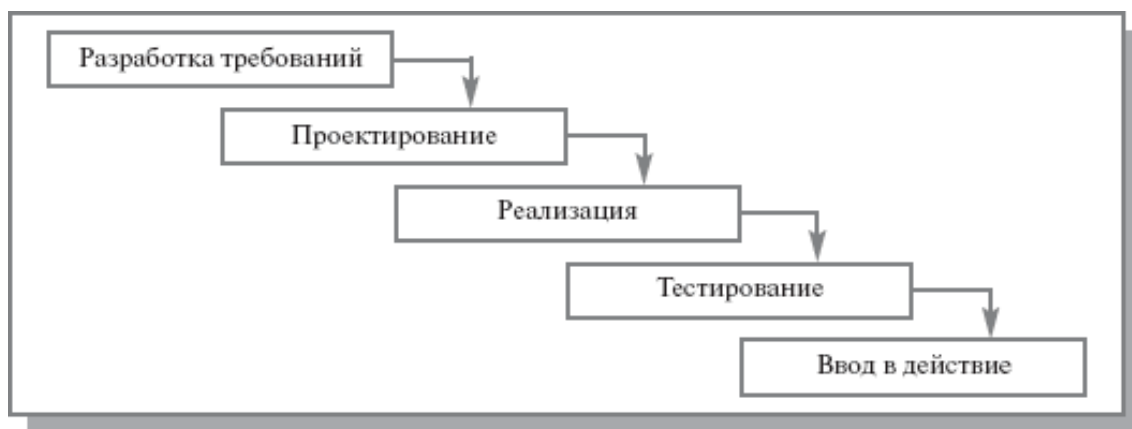 Разработка требований
Проектирование
Реализация
Тестирование
Ввод в действие